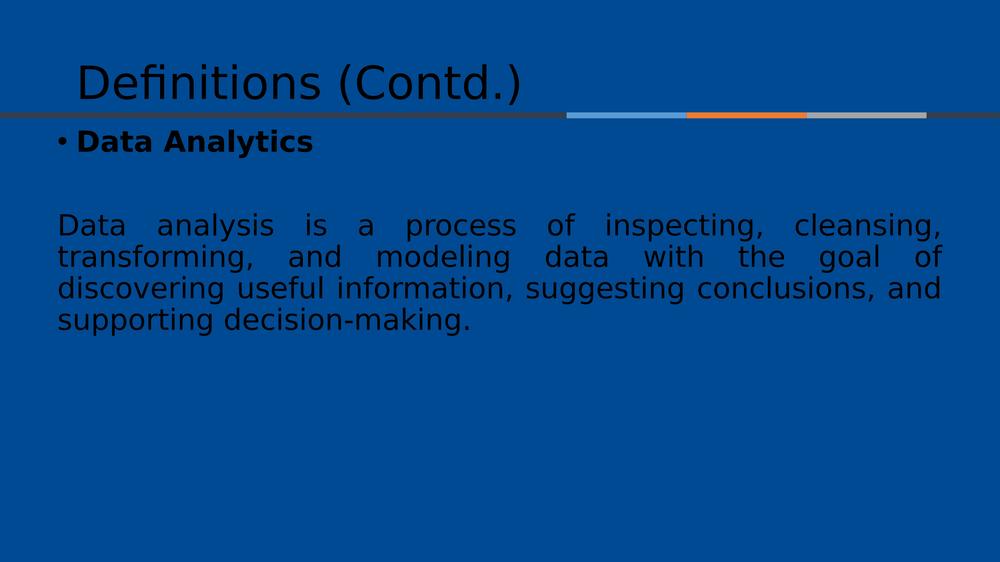 Definitions (Contd.)
• Data Analytics
Data analysis is a process of inspecting, cleansing,
transforming, and modeling data with the goal of
discovering useful information, suggesting conclusions, and
supporting decision-making.